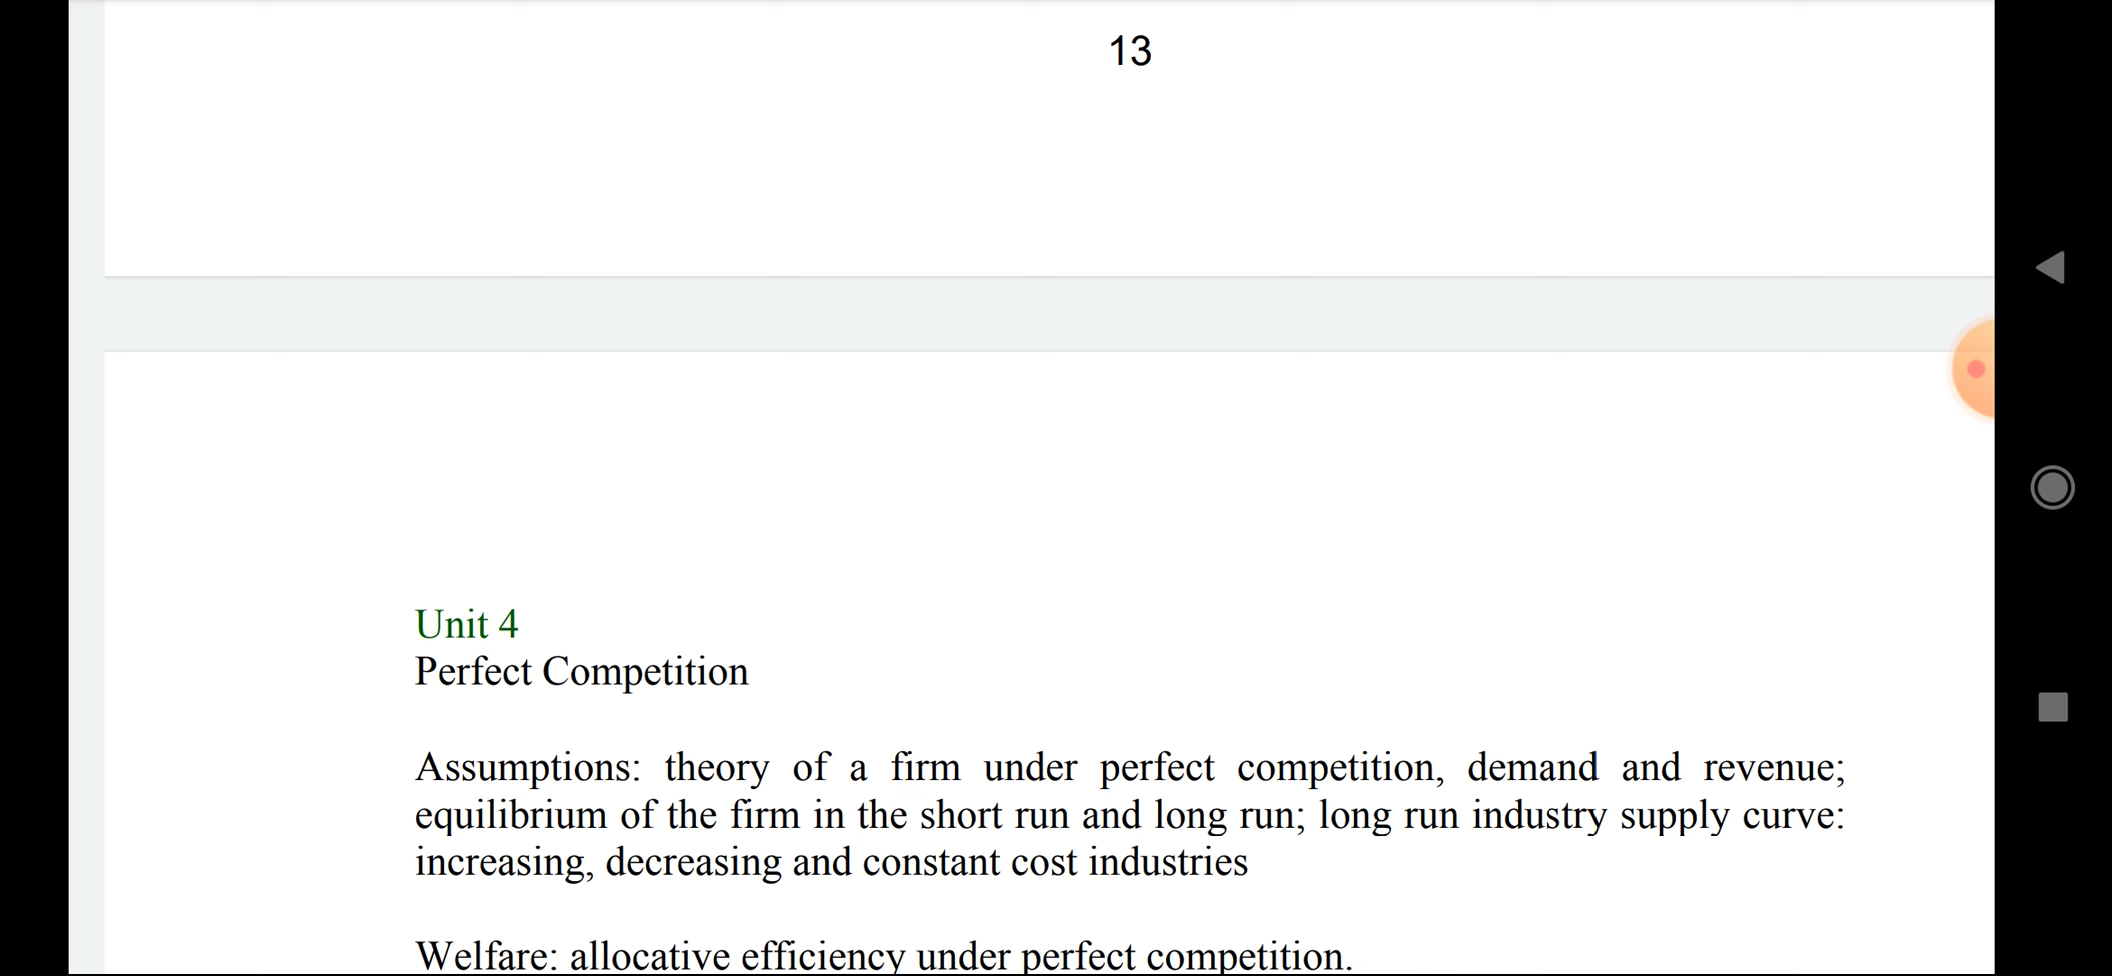 13
Unit 4
Perfect Competition
Assumptions: theory of a firm under perfect competition, demand and revenue;
equilibrium of the firm in the short run and long run; long run industry supply curve:
increasing, decreasing and constant cost industries
Welfare: allocative efficiency under perfect competition.